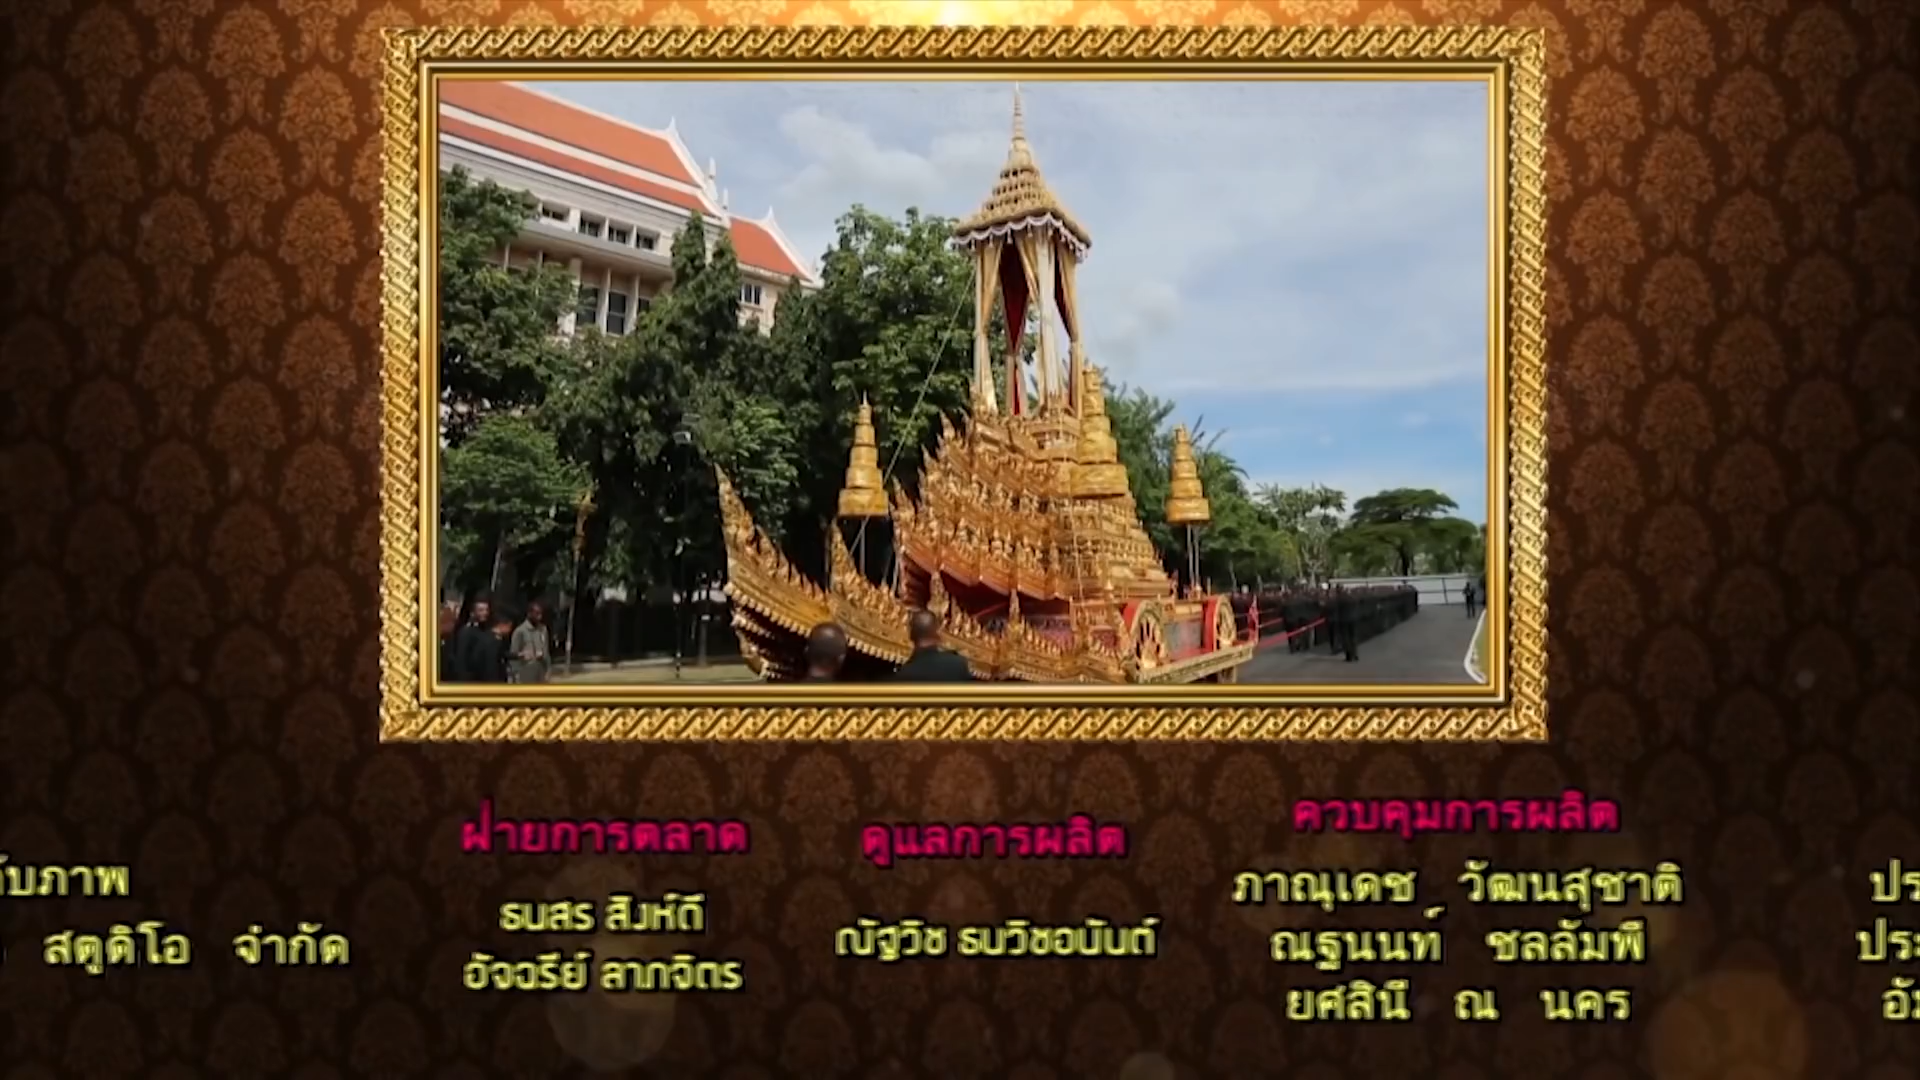 สตูดิโอ จำกัด
ฝ่ายการตลาด
ธนสร สิงห์ดี
อัจฉรีย์ ลาภจิตร
ดูแลการผลิต
ณัฐวิช ธนวิชอนันต์
ควบคุมการผลิต
ภาณุเดช วัฒนสุชาติ
ณฐนนท์ ชลลัมพี
ยศสินี ณ นคร